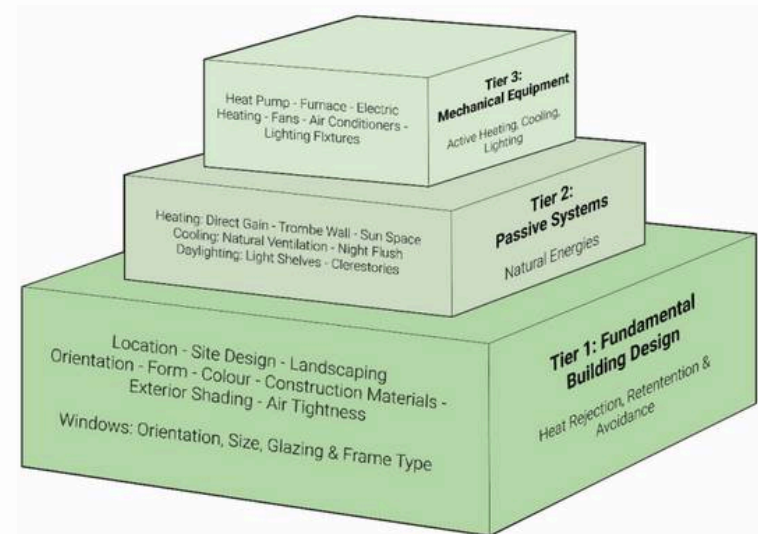 Heat Pump - Furnace - Electric
Heating - Fans - Air Conditioners -
Lighting Fixtures
Tier 3:
Mechanical Equipment
Active Heating, Cooling,
Lighting
Heating: Direct Gain - Trombe Wall - Sun Space
Cooling: Natural Ventilation - Night Flush
Daylighting: Light Shelves - Clerestories
Tier 2:
Passive Systems
Natural Energies
Location - Site Design - Landscaping
Orientation - Form - Colour - Construction Materials -
Exterior Shading - Air Tightness
Windows: Orientation, Size, Glazing & Frame Type
Tier 1: Fundamental
Building Design
Heat Rejection, Retentention &
Avoidance